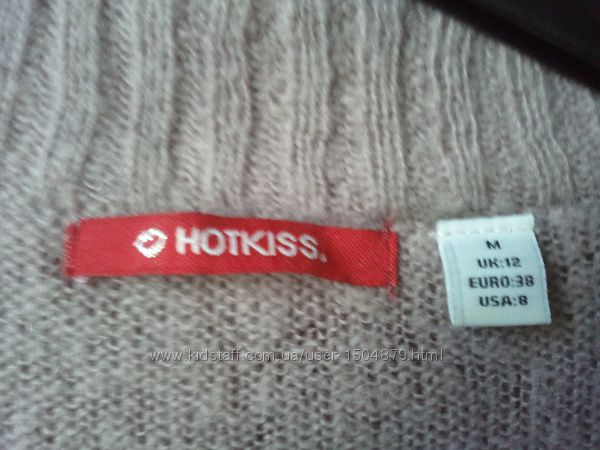 HOTKISS.
M
UK:12
EURO:38
USA:8
www.kidstaff.com.ua/user-1504879.html